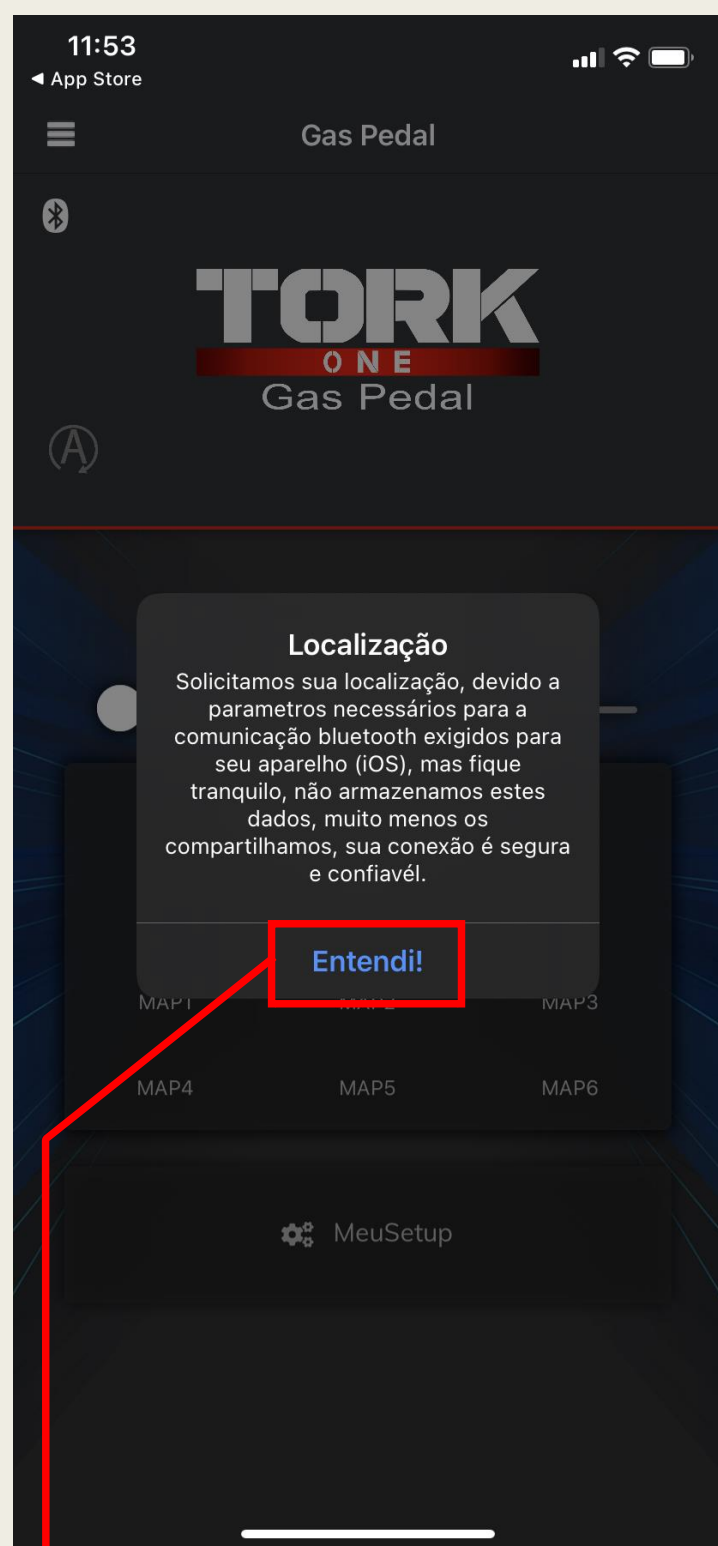 11:53
◀ App Store
Gas Pedal
TORK
ONE
Gas Pedal
A
Localização
Solicitamos sua localização, devido a
parametros necessários para a
comunicação bluetooth exigidos para
seu aparelho (iOS), mas fique
tranquilo, não armazenamos estes
dados, muito menos os
compartilhamos, sua conexão é segura
e confiavél.
Entendi!
MAP1 MAP2 MAP3
MAP4 MAP5 MAP6
MeuSetup